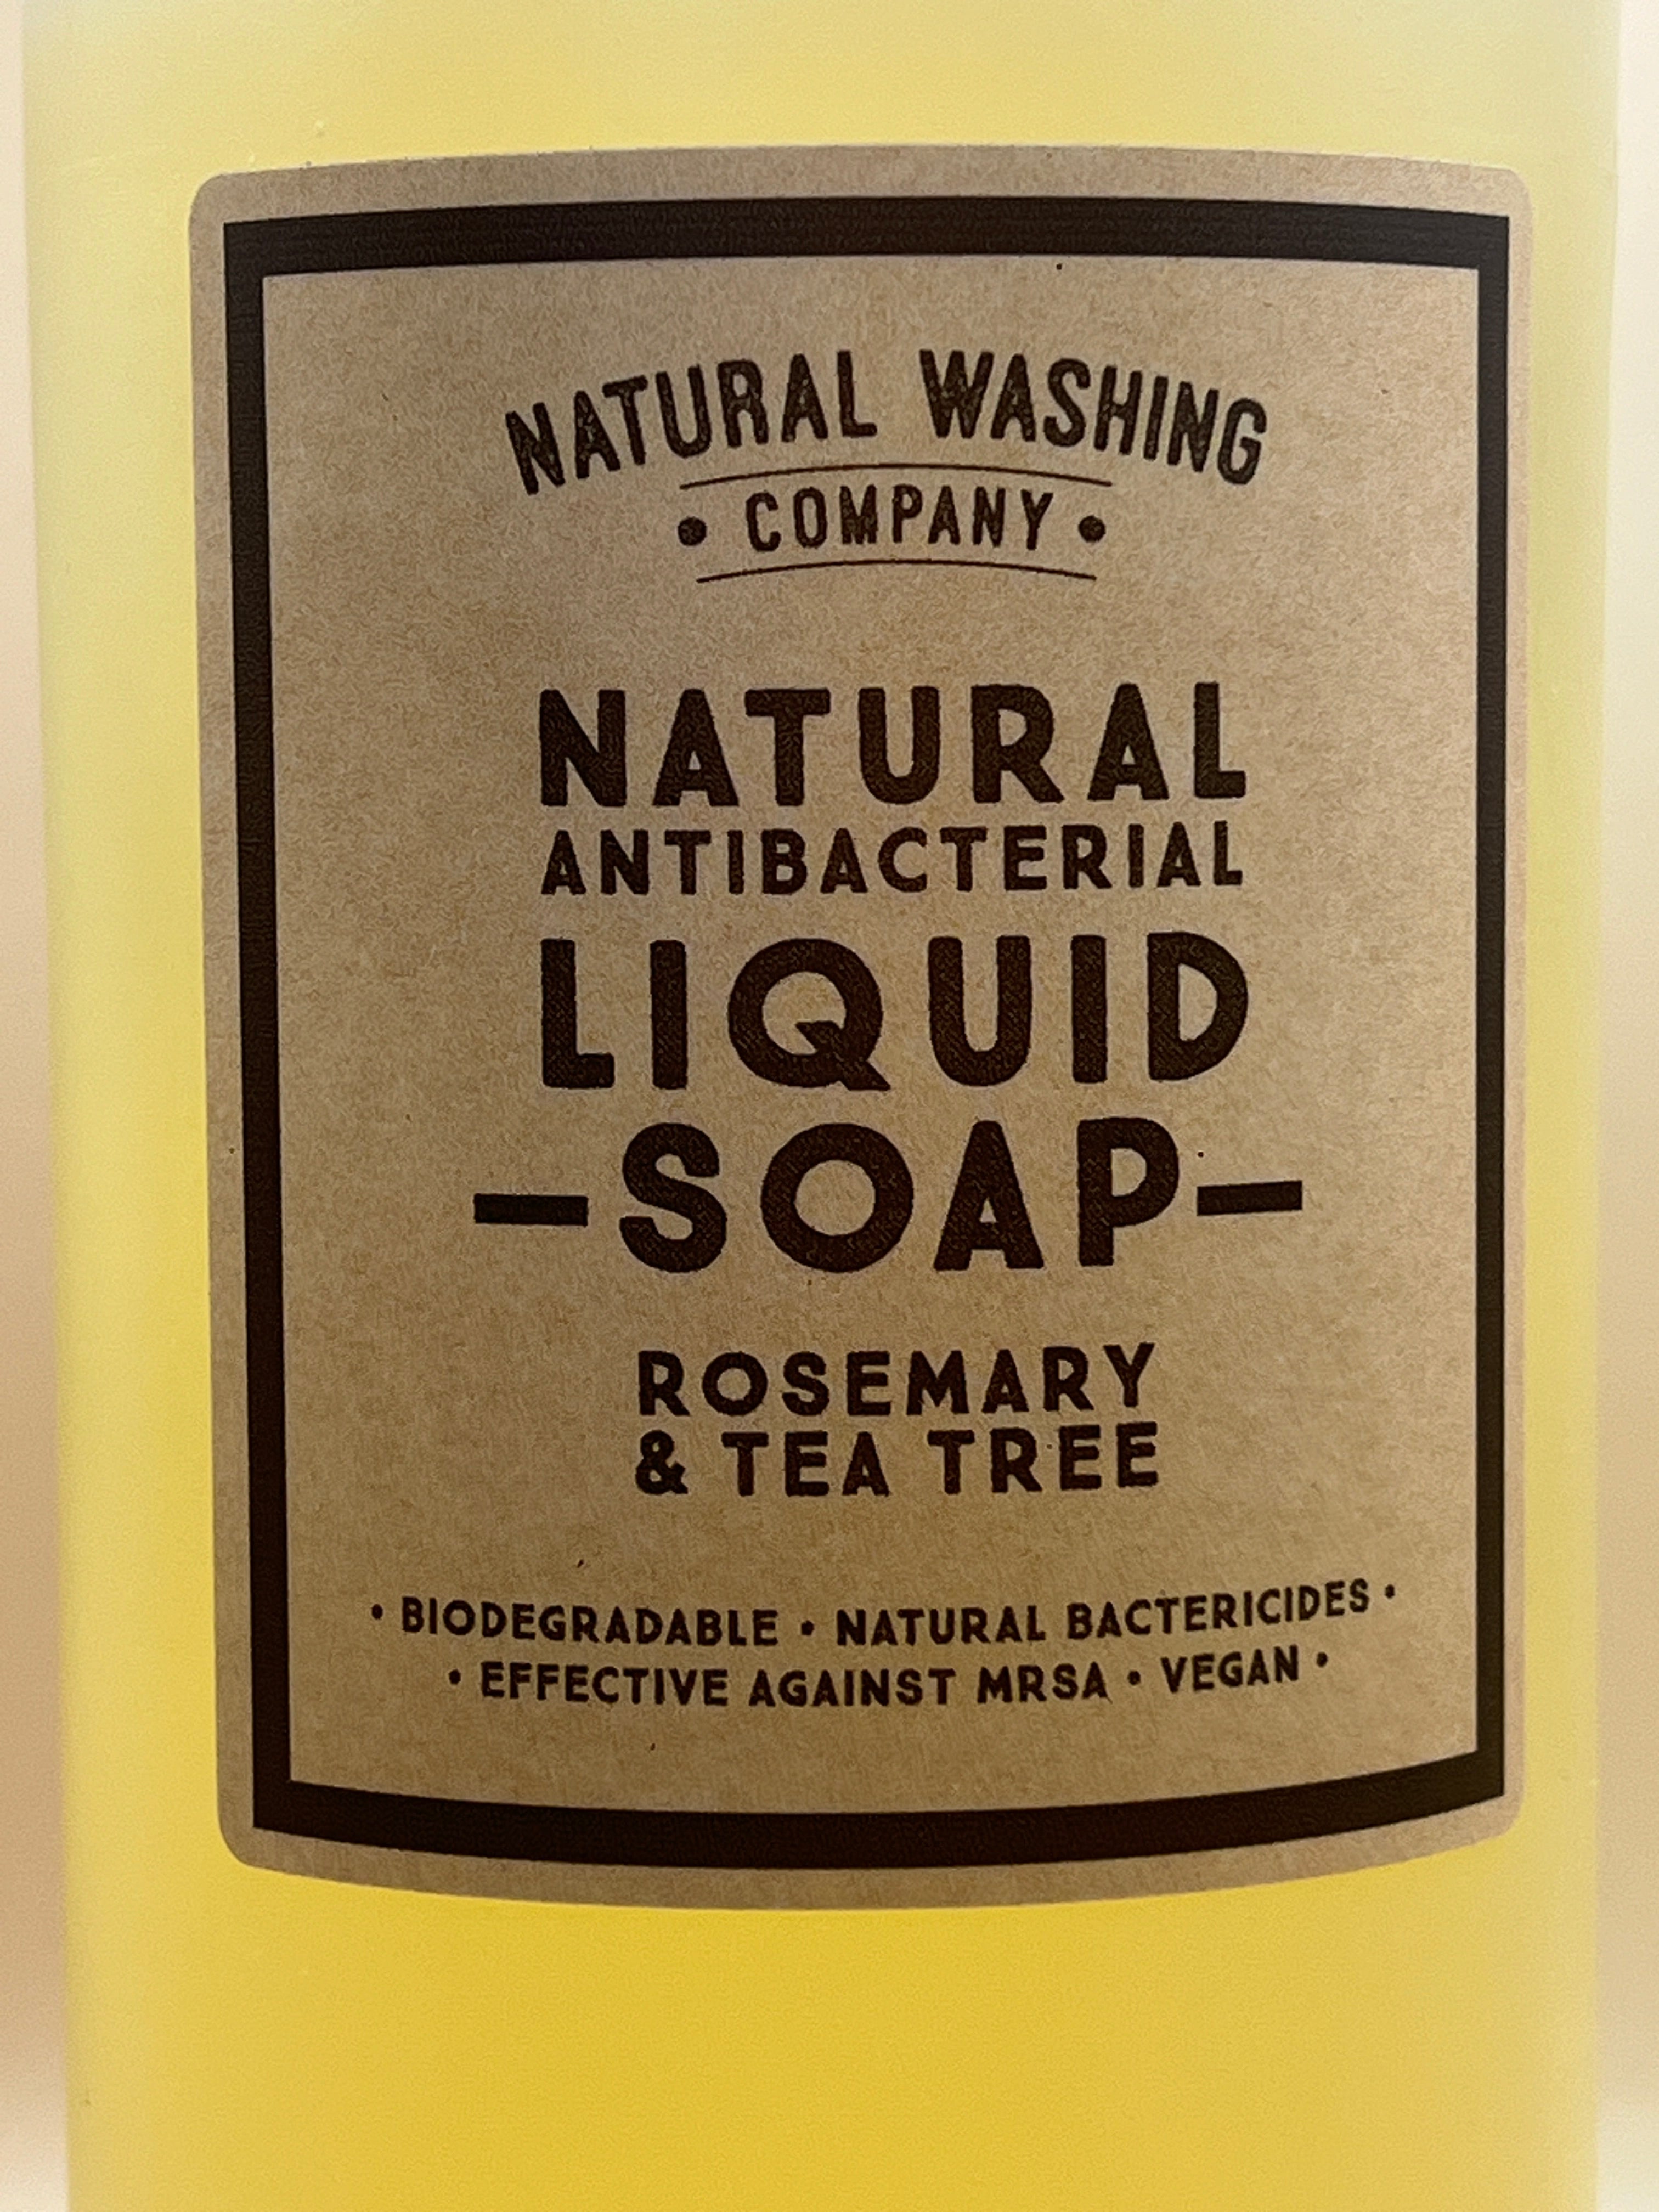 NATURAL WASHING
• COMPANY •
NATURAL
ANTIBACTERIAL
LIQUID
–SOAP–
ROSEMARY
& TEA TREE
• BIODEGRADABLE • NATURAL BACTERICIDES •
• EFFECTIVE AGAINST MRSA • VEGAN •